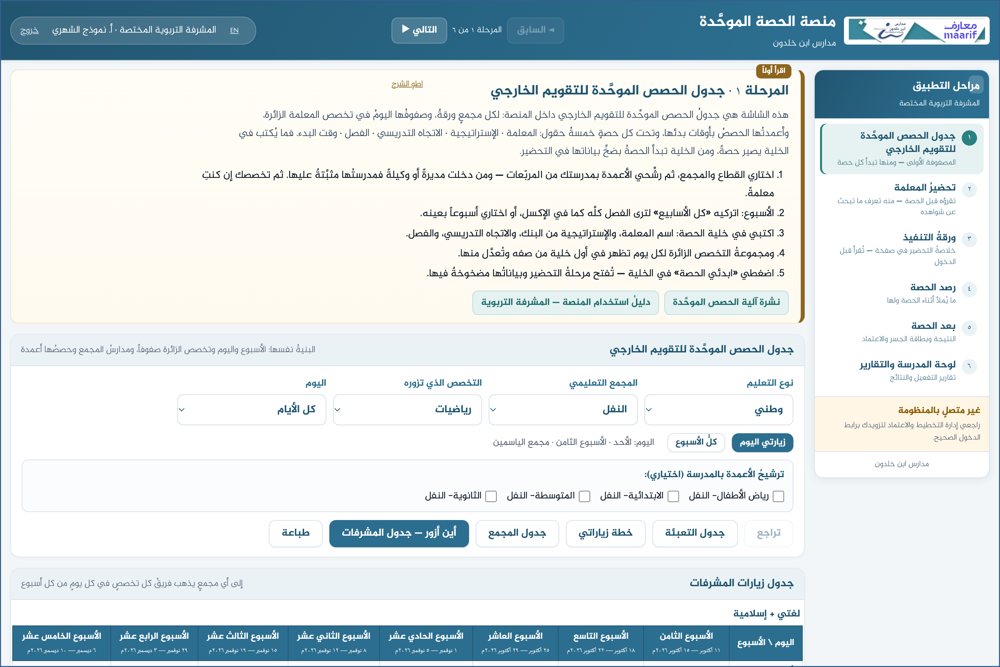 معارف
maarif
مدارس
ابن خلدون
Ibn Khaldun Schools
منصة الحصة الموحَّدة
مدارس ابن خلدون
◄ السابق
المرحلة ١ من ٦
التالي ▶
EN
المشرفة التربوية المختصة · أ. نموذج الشهري
خروج
مراحل التطبيق
المشرفة التربوية المختصة
١
جدول الحصص الموحَّدة
للتقويم الخارجي
المصفوفة الأولى — ومنها تبدأ كل حصة
٢
تحضيرُ المعلمة
تقرؤه قبل الحصة — منه تعرف ما تبحث
عن شواهده
٣
ورقةُ التنفيذ
خلاصةُ التحضير في صفحة — تُقرأ قبل
الدخول
٤
رصد الحصة
ما يُملأ أثناء الحصة ولها
٥
بعد الحصة
النتيجة وبطاقة الجسر والاعتماد
٦
لوحة المدرسة والتقارير
تقارير التفعيل والنتائج
غير متصلٍ بالمنظومة
راجعي إدارة التخطيط والاعتماد لتزويدك برابط
الدخول الصحيح.
مدارس ابن خلدون
اقرأ أولاً
المرحلة ١ · جدول الحصص الموحَّدة للتقويم الخارجي
اطوِ الشرح
هذه الشاشة هي جدولُ الحصص الموحَّدة للتقويم الخارجي داخل المنصة: لكل مجمعٍ ورقةٌ، وصفوفُها اليومُ في تخصص المعلمة الزائرة،
وأعمدتُها الحصصُ بأوقات بدئها، وتحت كل حصةٍ خمسةُ حقول: المعلمة · الإستراتيجية · الاتجاه التدريسي · الفصل · وقت البدء. فما يُكتب في
الخلية يصير حصةً، ومن الخلية تبدأ الحصةُ بضخِّ بياناتها في التحضير.
1. اختاري القطاع والمجمع، ثم رشِّحي الأعمدة بمدرستك من المربّعات — ومن دخلت مديرةً أو وكيلةً فمدرستُها مثبَّتةٌ عليها. ثم تخصصك إن كنتِ
معلمةً.
2. الأسبوع: اتركيه «كل الأسابيع» لترى الفصل كلَّه كما في الإكسل، أو اختاري أسبوعاً بعينه.
3. اكتبي في خلية الحصة: اسم المعلمة، والإستراتيجية من البنك، والاتجاه التدريسي، والفصل.
4. ومجموعةُ التخصص الزائرة لكل يوم تظهر في أول خلية من صفه وتُعدَّل منها.
5. اضغطي «ابدئي الحصة» في الخلية — تُفتح مرحلةُ التحضير وبياناتُها مضخوخةٌ فيها.
نشرة آلية الحصص الموحَّدة
دليلُ استخدام المنصة — المشرفة التربوية
جدول الحصص الموحَّدة للتقويم الخارجي
البنيةُ نفسها: الأسبوع واليوم وتخصص الزائرة صفوفاً، ومدارسُ المجمع وحصصُها أعمدة
نوع التعليم
المجمع التعليمي
التخصص الذي تزوره
اليوم
وطني
النفل
رياضيات
كل الأيام
زيارتي اليوم
كلُّ الأسبوع
اليوم: الأحد · الأسبوع الثامن · مجمع الياسمين
ترشيحُ الأعمدة بالمدرسة (اختياري):
رياض الأطفال- النفل
الابتدائية- النفل
المتوسطة- النفل
الثانوية- النفل
تراجع
جدول التعبئة
خطة زياراتي
جدول المجمع
أين أزور — جدول المشرفات
طباعة
جدول زيارات المشرفات
إلى أي مجمعٍ يذهب فريقُ كل تخصصٍ في كل يومٍ من كل أسبوع
لغتي + إسلامية
اليوم \ الأسبوع
الأسبوع الثامن
١١ أكتوبر — ١٥ أكتوبر ٢٠٢٦م
الأسبوع التاسع
١٨ أكتوبر — ٢٢ أكتوبر ٢٠٢٦م
الأسبوع العاشر
٢٥ أكتوبر — ٢٩ أكتوبر ٢٠٢٦م
الأسبوع الحادي عشر
١ نوفمبر — ٥ نوفمبر ٢٠٢٦م
الأسبوع الثاني عشر
٨ نوفمبر — ١٢ نوفمبر ٢٠٢٦م
الأسبوع الثالث عشر
١٥ نوفمبر — ١٩ نوفمبر ٢٠٢٦م
الأسبوع الرابع عشر
٢٩ نوفمبر — ٣ ديسمبر ٢٠٢٦م
الأسبوع الخامس عشر
٦ ديسمبر — ١٠ ديسمبر ٢٠٢٦م